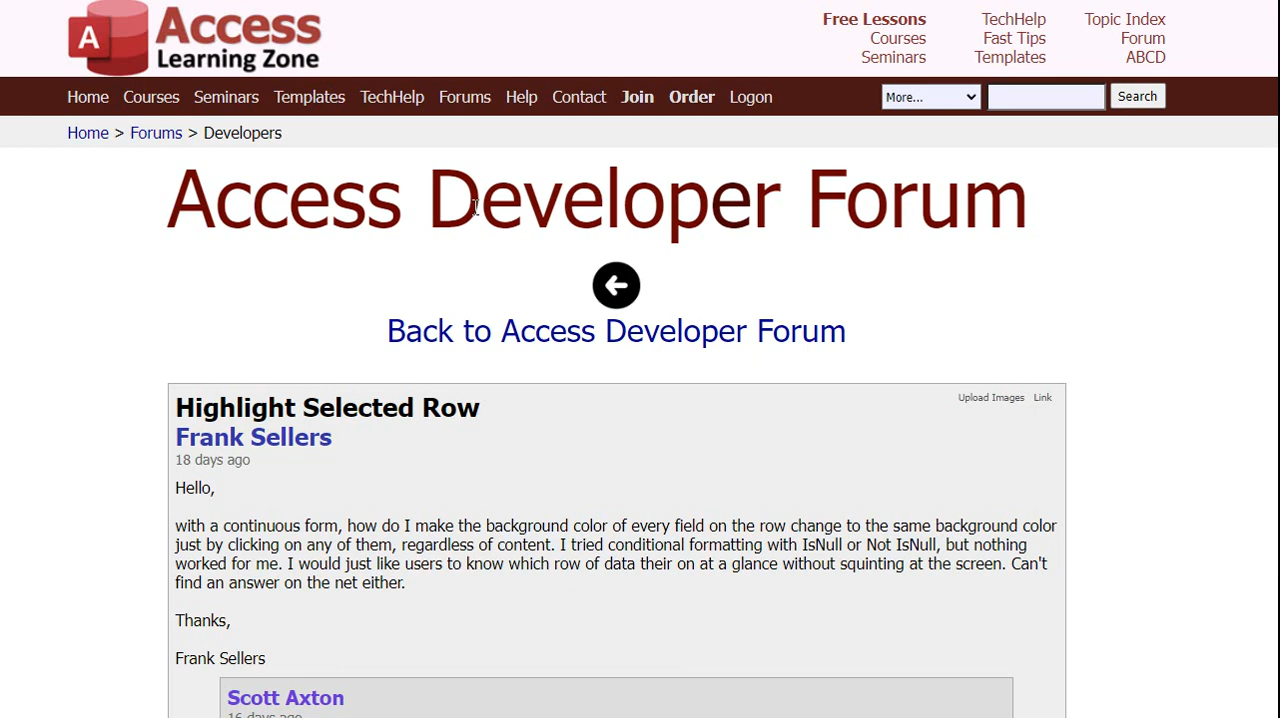 A Access
Learning Zone
Free Lessons TechHelp Topic Index
Courses Fast Tips Forum
Seminars Templates ABCD
Home Courses Seminars Templates TechHelp Forums Help Contact Join Order Logon More... Search
Home > Forums > Developers
Access Developer Forum
Back to Access Developer Forum
Highlight Selected Row Upload Images Link
Frank Sellers
18 days ago
Hello,
with a continuous form, how do I make the background color of every field on the row change to the same background color
just by clicking on any of them, regardless of content. I tried conditional formatting with IsNull or Not IsNull, but nothing
worked for me. I would just like users to know which row of data their on at a glance without squinting at the screen. Can't
find an answer on the net either.
Thanks,
Frank Sellers
Scott Axton
16 days ago